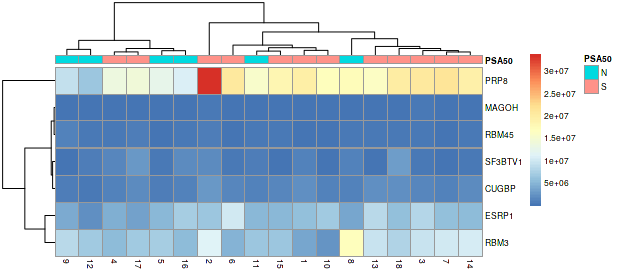 PSA50
PSA50
N
S
3e+07
2.5e+07
2e+07
1.5e+07
1e+07
5e+06
PRP8
MAGOH
RBM45
SF3BTV1
CUGBP
ESRP1
RBM3
9 12 4 17 5 16 2 6 11 15 1 10 8 13 18 3 7 14